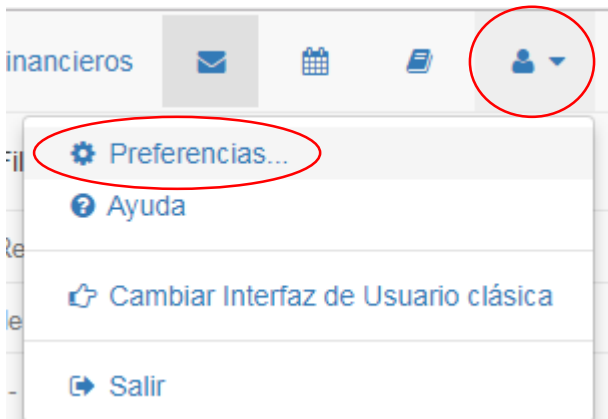 inancieros
Preferencias...
Ayuda
Cambiar Interfaz de Usuario clásica
Salir
-